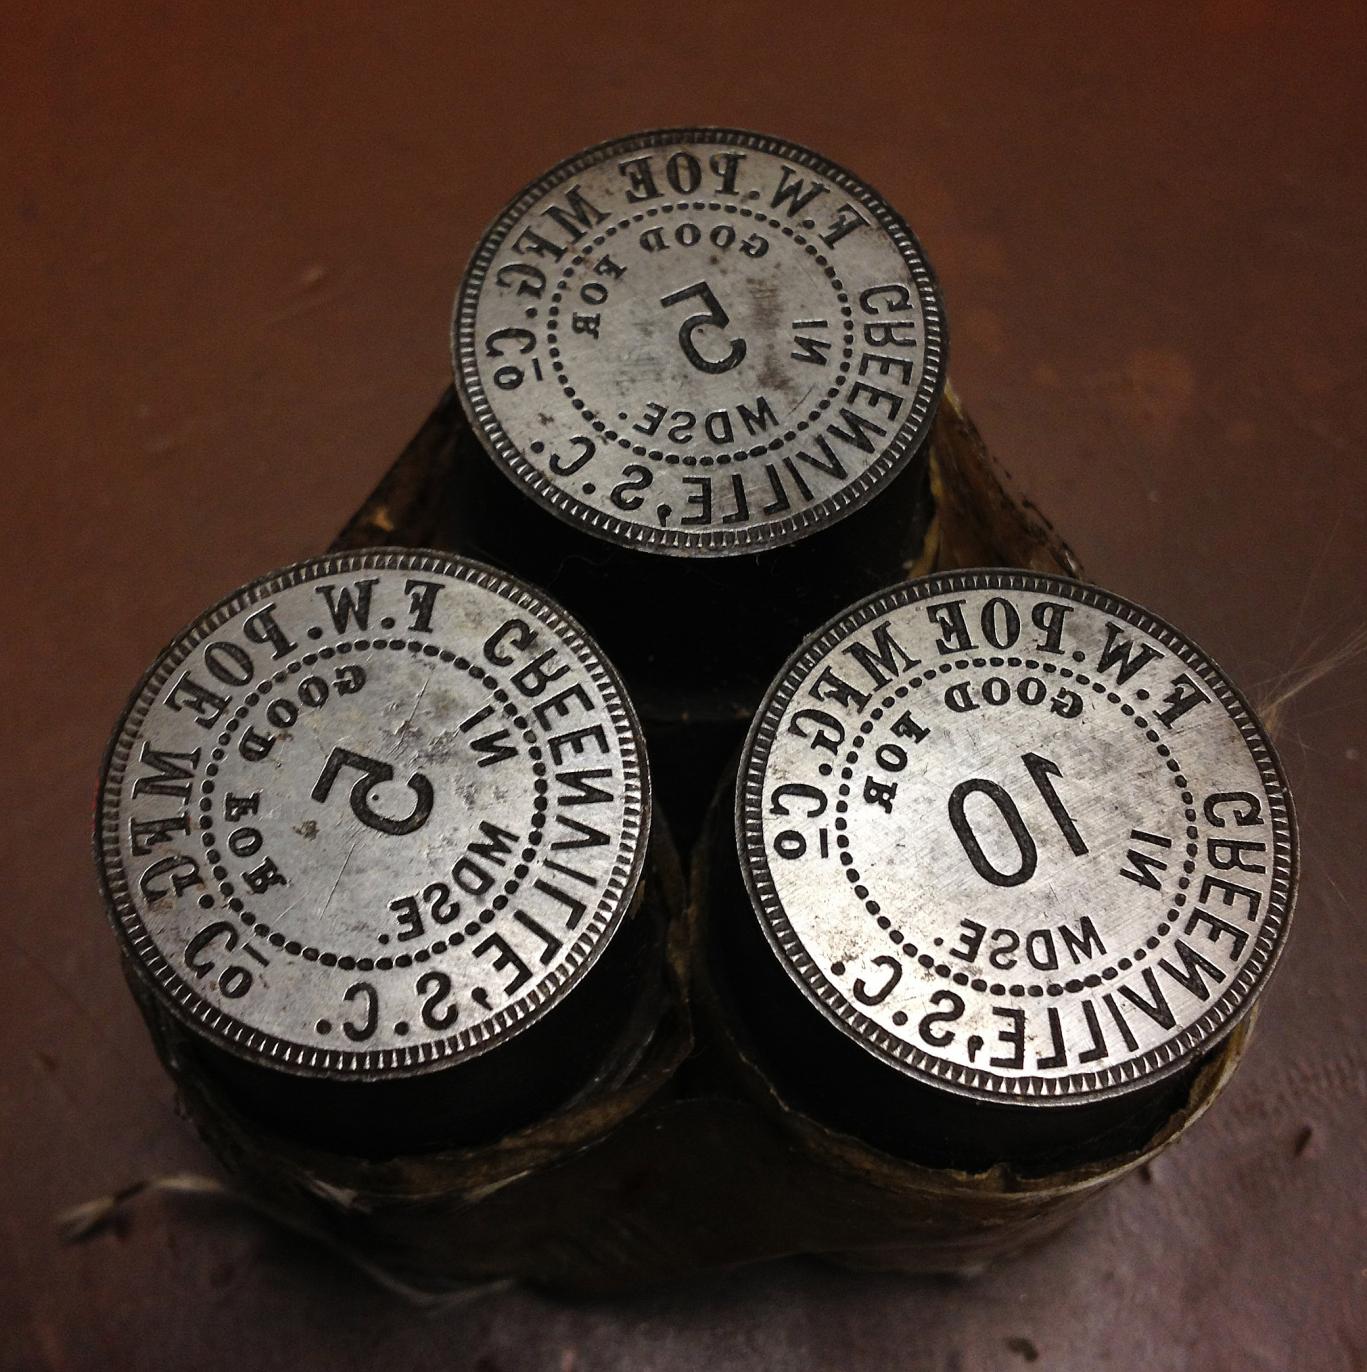 F.W. POE MFG. Co
GOOD FOR
5
IN
MDSE.
GREENVILLE, S.C.
F.W. POE MFG. Co
GOOD FOR
5
IN
MDSE.
GREENVILLE, S.C.
F.W. POE MFG. Co
GOOD FOR
10
IN
MDSE.
GREENVILLE, S.C.